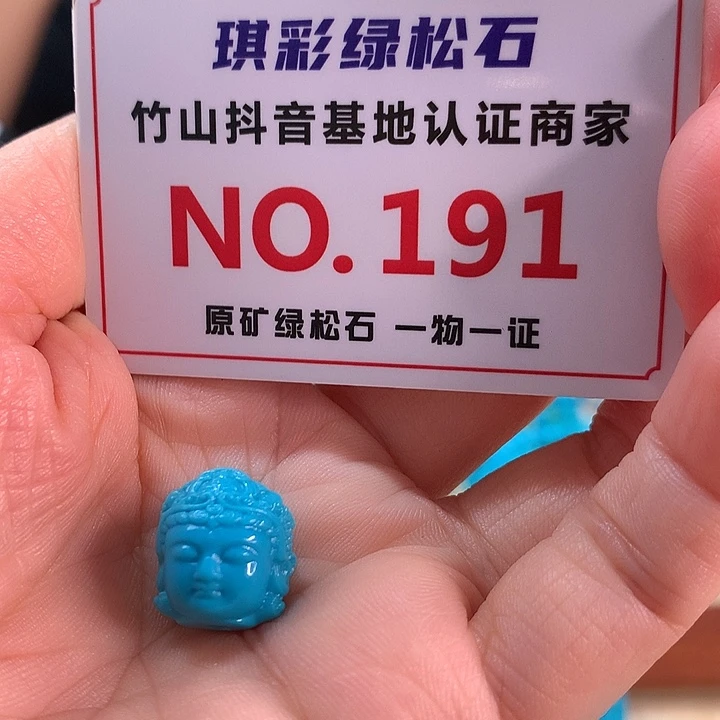 琪彩绿松石
竹山抖音基地认证商家
NO.191
原矿绿松石 一物一证